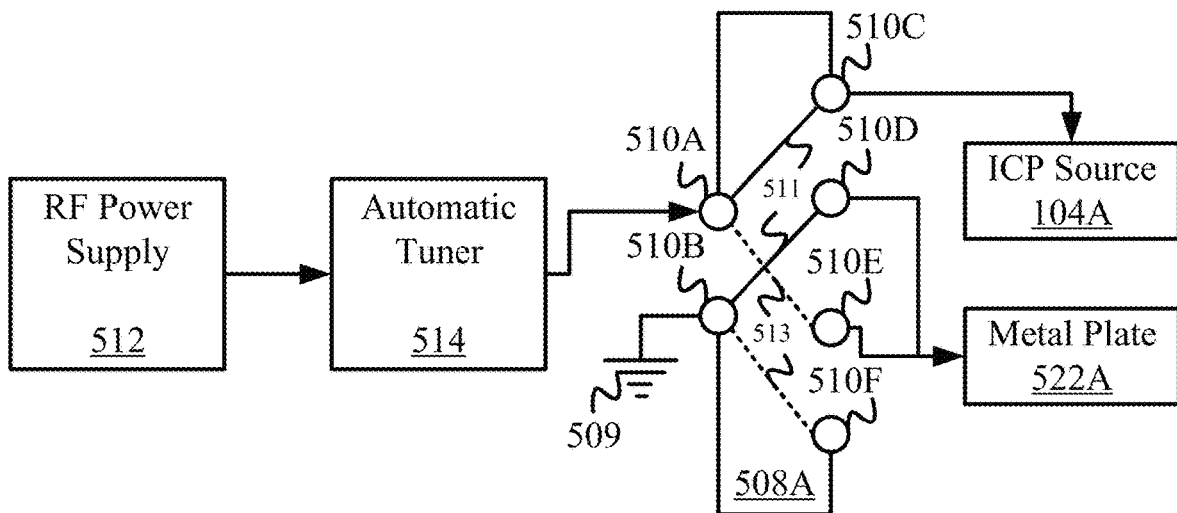 RF Power
Supply
512
Automatic
Tuner
514
510A
510B
509
510C
510D
511
510E
513
510F
508A
ICP Source
104A
Metal Plate
522A